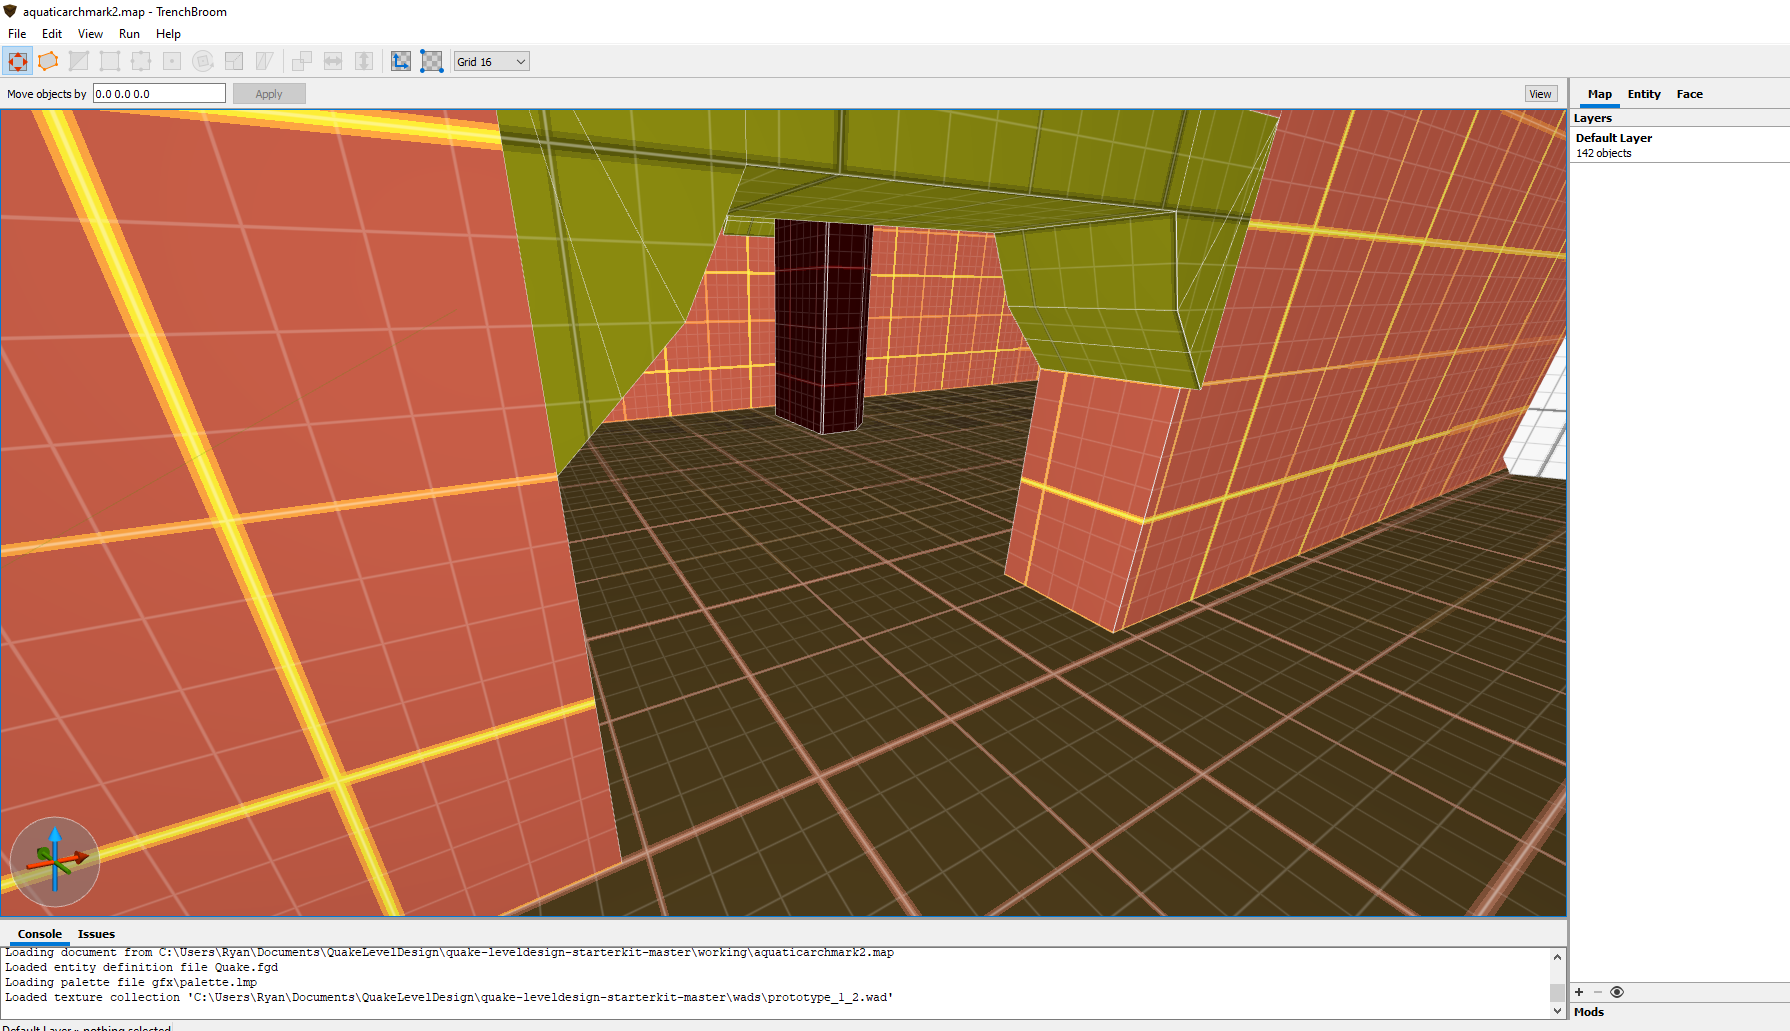 aquaticarchmark2.map - TrenchBroom
File Edit View Run Help
Grid 16
Move objects by 0.0 0.0 0.0 Apply View
Map Entity Face
Layers
Default Layer
142 objects
Console Issues
Loading document from C:\Users\Ryan\Documents\QuakeLevelDesign\quake-leveldesign-starterkit-master\working\aquaticarchmark2.map
Loaded entity definition file Quake.fgd
Loading palette file gfx\palette.lmp
Loaded texture collection 'C:\Users\Ryan\Documents\QuakeLevelDesign\quake-leveldesign-starterkit-master\wads\prototype_1_2.wad'
Mods
Default Layer » nothing selected